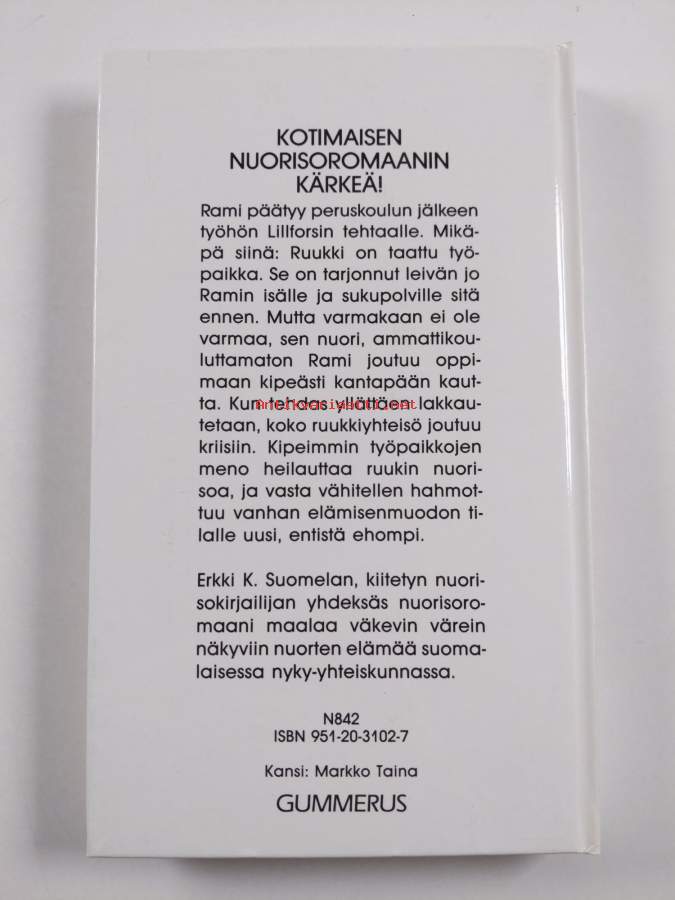 KOTIMAISEN
NUORISOROMAANIN
KÄRKEÄ!
Rami päätyy peruskoulun jälkeen
työhön Lillforsin tehtaalle. Mikä-
pä siinä: Ruukki on taattu työ-
paikka. Se on tarjonnut leivän jo
Ramin isälle ja sukupolville sitä
ennen. Mutta varmakaan ei ole
varmaa, sen nuori, ammattikou-
luttamaton Rami joutuu oppi-
maan kipeästi kantapään kaut-
ta. Kun tehdas yllättäen lakkau-
Antikvariaatti.net
tetaan, koko ruukkiyhteisö joutuu
kriisiin. Kipeimmin työpaikkojen
meno heilauttaa ruukin nuori-
soa, ja vasta vähitellen hahmot-
tuu vanhan elämisenmuodon ti-
lalle uusi, entistä ehompi.
Erkki K. Suomelan, kiitetyn nuori-
sokirjailijan yhdeksäs nuorisoro-
maani maalaa väkevin värein
näkyviin nuorten elämää suoma-
laisessa nyky-yhteiskunnassa.
N842
ISBN 951-20-3102-7
Kansi: Markko Taina
GUMMERUS